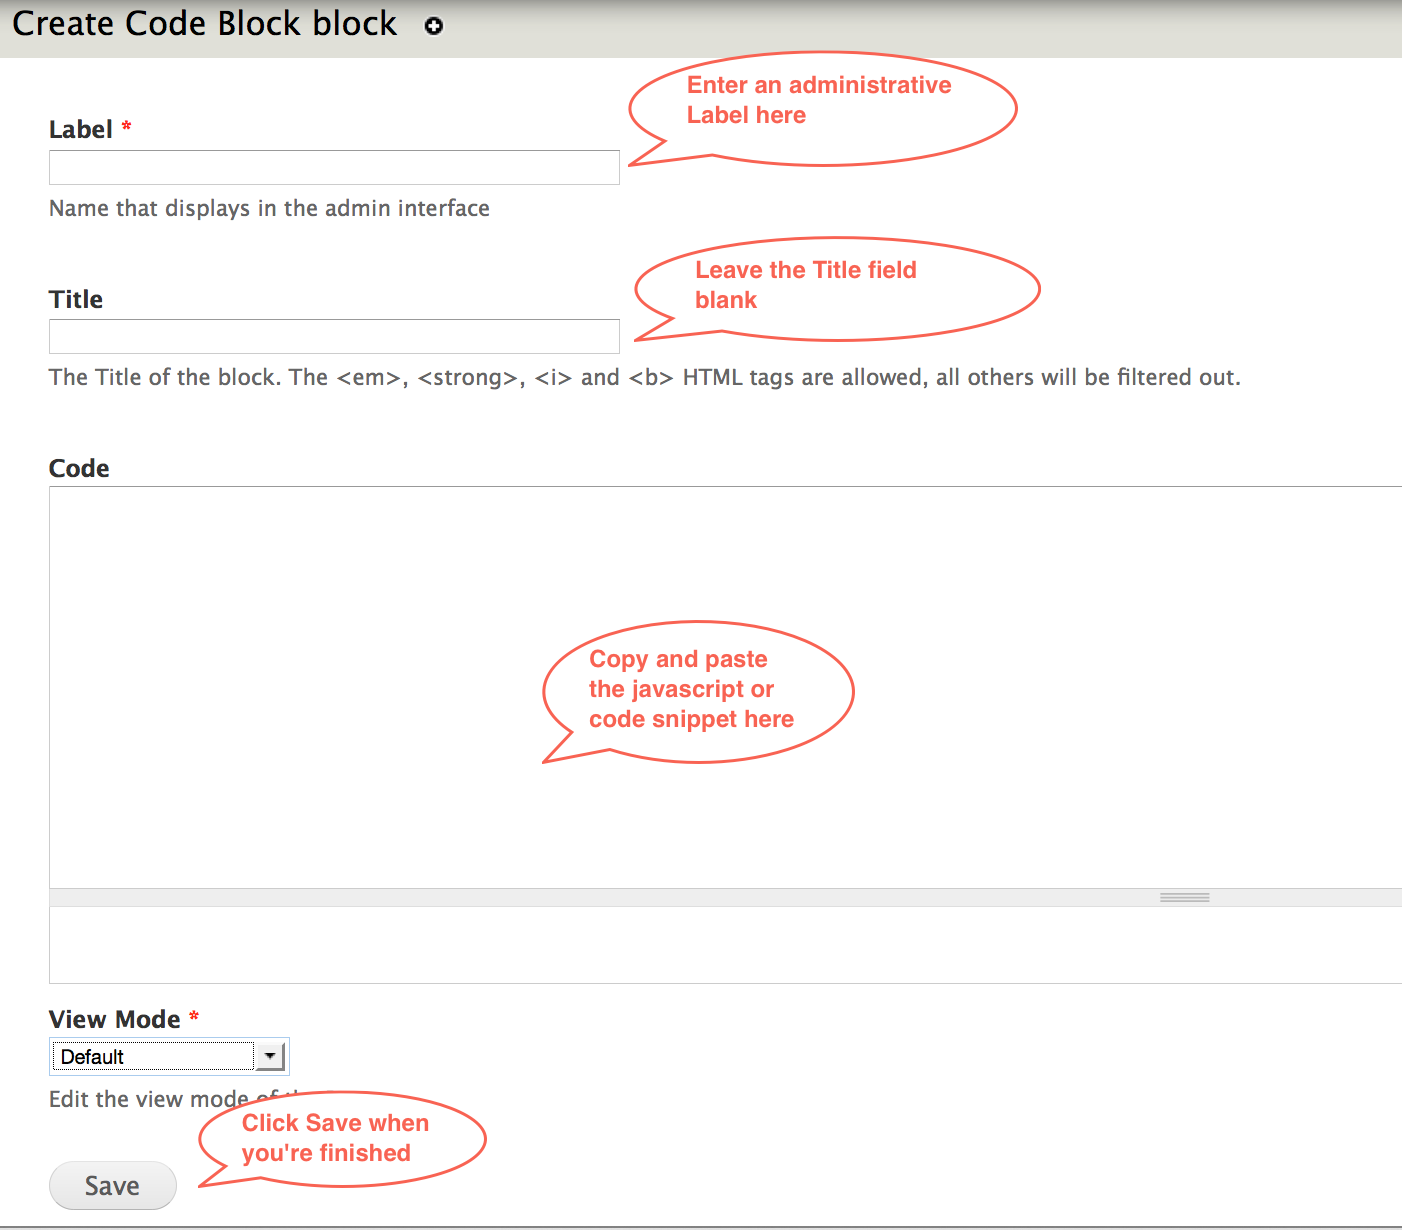 Create Code Block block
Enter an administrative
Label here
Label *
Name that displays in the admin interface
Leave the Title field
blank
Title
The Title of the block. The <em>, <strong>, <i> and <b> HTML tags are allowed, all others will be filtered out.
Code
Copy and paste
the javascript or
code snippet here
View Mode *
Default
Edit the view mode of
Click Save when
you're finished
Save